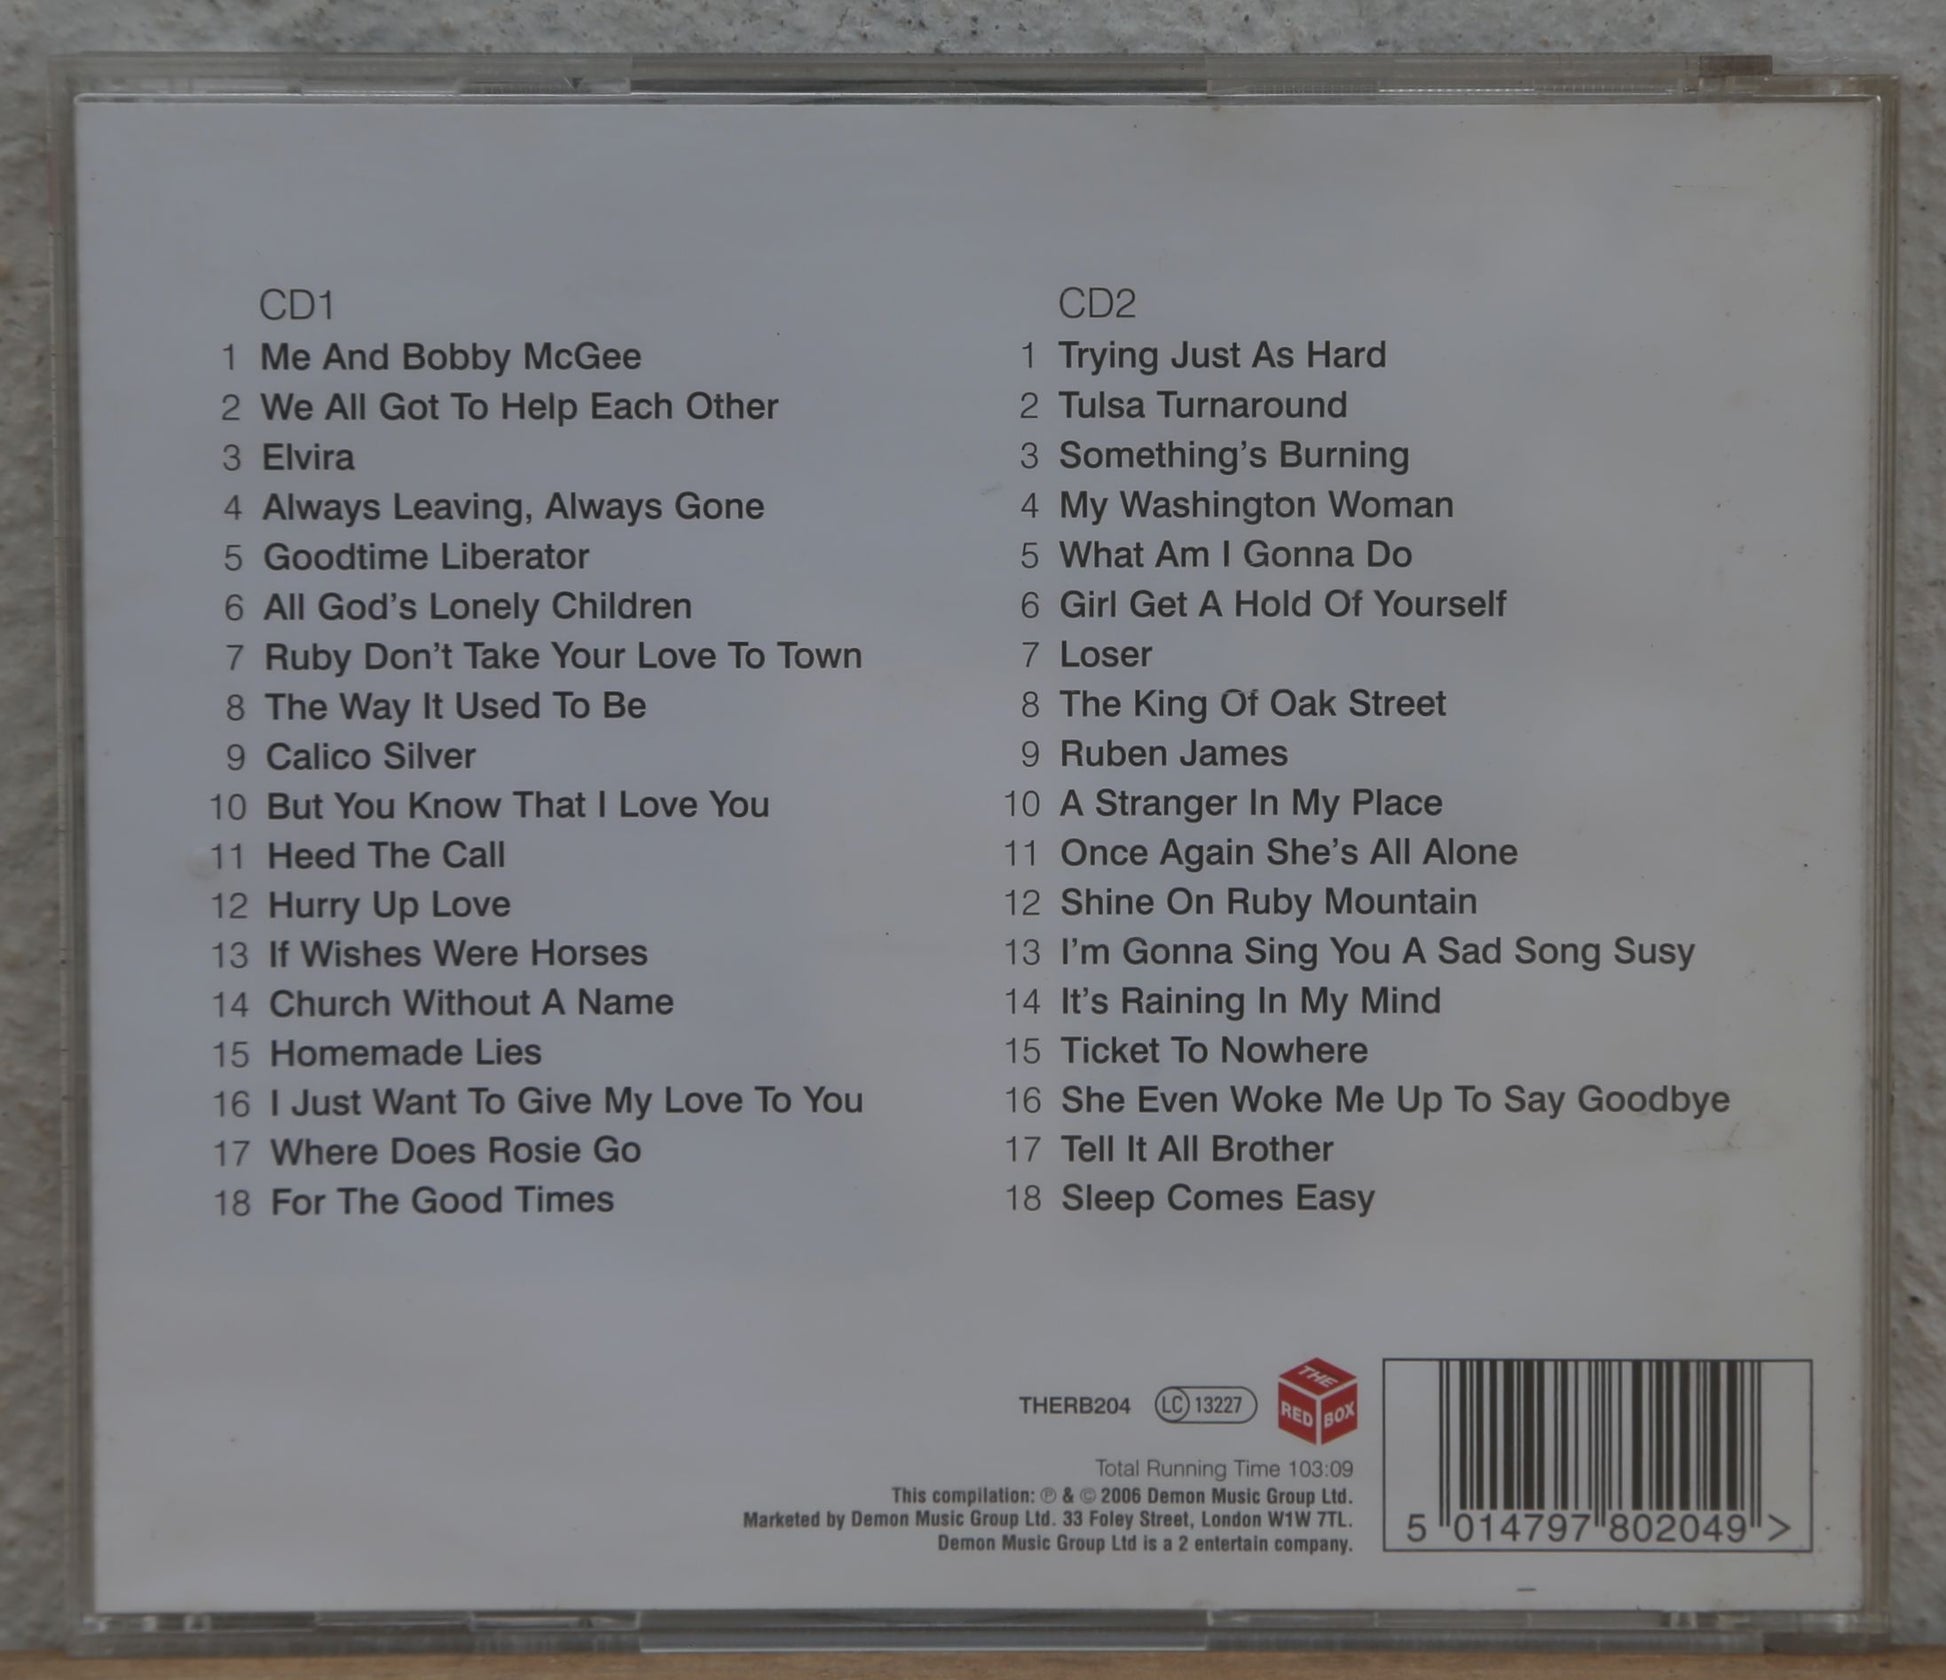 CD1
1 Me And Bobby McGee
2 We All Got To Help Each Other
3 Elvira
4 Always Leaving, Always Gone
5 Goodtime Liberator
6 All God's Lonely Children
7 Ruby Don't Take Your Love To Town
8 The Way It Used To Be
9 Calico Silver
10 But You Know That I Love You
11 Heed The Call
12 Hurry Up Love
13 If Wishes Were Horses
14 Church Without A Name
15 Homemade Lies
16 I Just Want To Give My Love To You
17 Where Does Rosie Go
18 For The Good Times
CD2
1 Trying Just As Hard
2 Tulsa Turnaround
3 Something's Burning
4 My Washington Woman
5 What Am I Gonna Do
6 Girl Get A Hold Of Yourself
7 Loser
8 The King Of Oak Street
9 Ruben James
10 A Stranger In My Place
11 Once Again She's All Alone
12 Shine On Ruby Mountain
13 I'm Gonna Sing You A Sad Song Susy
14 It's Raining In My Mind
15 Ticket To Nowhere
16 She Even Woke Me Up To Say Goodbye
17 Tell It All Brother
18 Sleep Comes Easy
THERB204 LC 13227
THE
RED BOX
Total Running Time 103:09
This compilation: ℗ & © 2006 Demon Music Group Ltd.
Marketed by Demon Music Group Ltd. 33 Foley Street, London W1W 7TL.
Demon Music Group Ltd is a 2 entertain company.
5 014797 802049 >